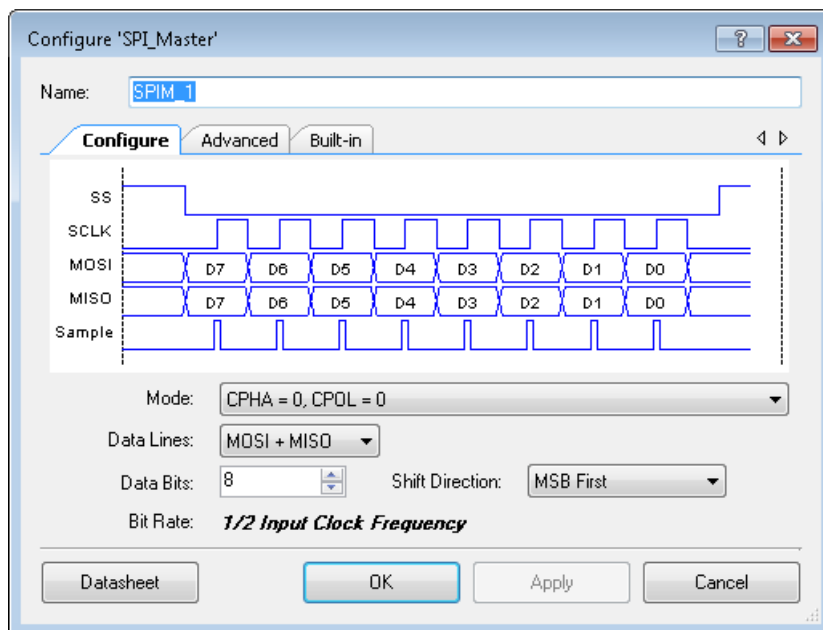 Configure 'SPI_Master'
Name: SPIM_1
Configure Advanced Built-in
SS
SCLK
MOSI D7 D6 D5 D4 D3 D2 D1 D0
MISO D7 D6 D5 D4 D3 D2 D1 D0
Sample
Mode: CPHA = 0, CPOL = 0
Data Lines: MOSI + MISO
Data Bits: 8 Shift Direction: MSB First
Bit Rate: 1/2 Input Clock Frequency
Datasheet OK Apply Cancel